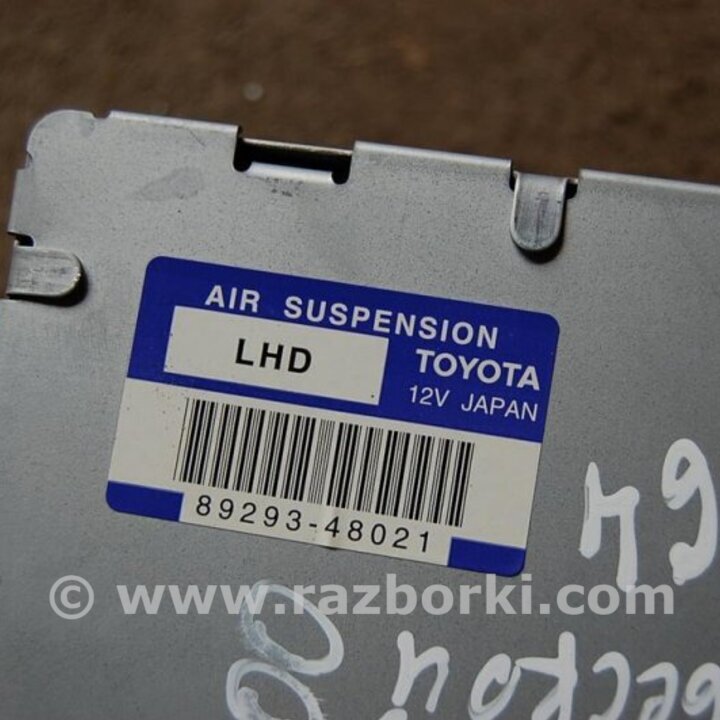 AIR SUSPENSION
LHD
TOYOTA
12V JAPAN
89293-48021
© www.razborki.com